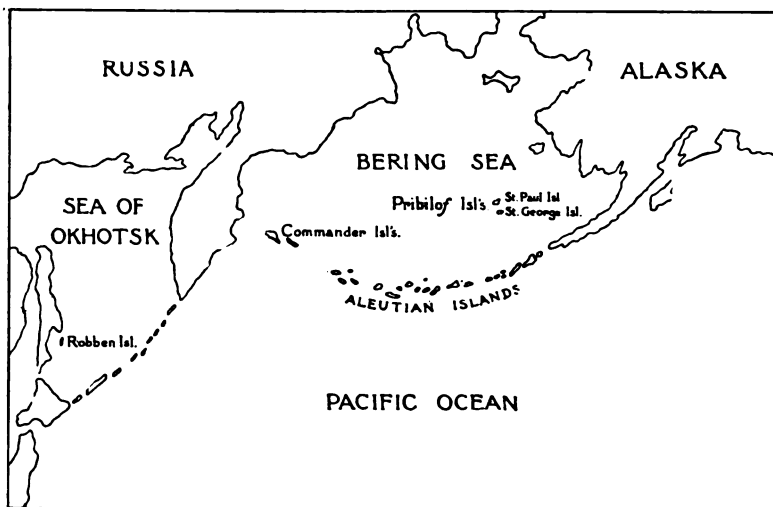 RUSSIA
ALASKA
BERING SEA
Pribilof Isl's
St. Paul Isl
St. George Isl.
SEA OF
OKHOTSK
Commander Isl's.
ALEUTIAN ISLANDS
Robben Isl.
PACIFIC OCEAN